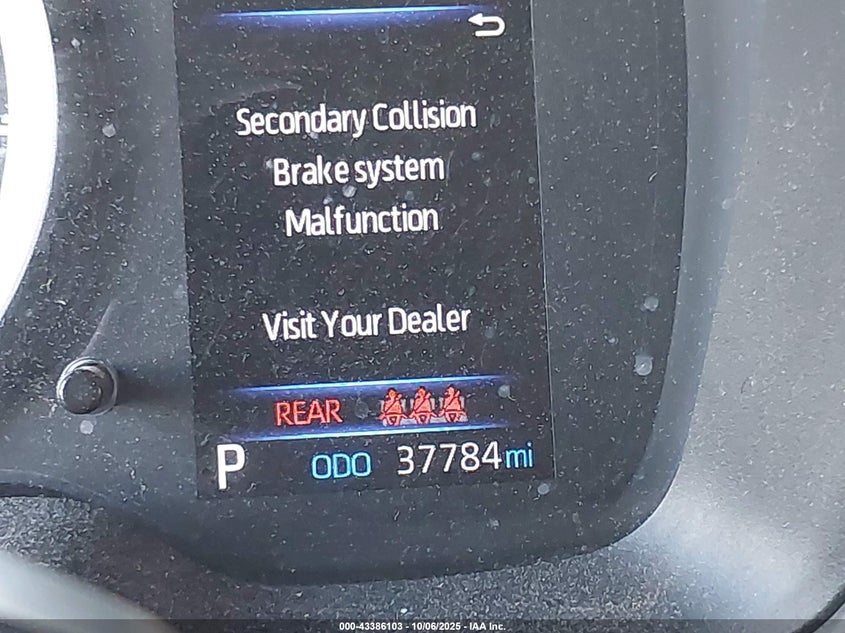 Secondary Collision
Brake system
Malfunction
Visit Your Dealer
REAR
P ODO 37784 mi
000-43386103 - 10/06/2025 - IAA Inc.